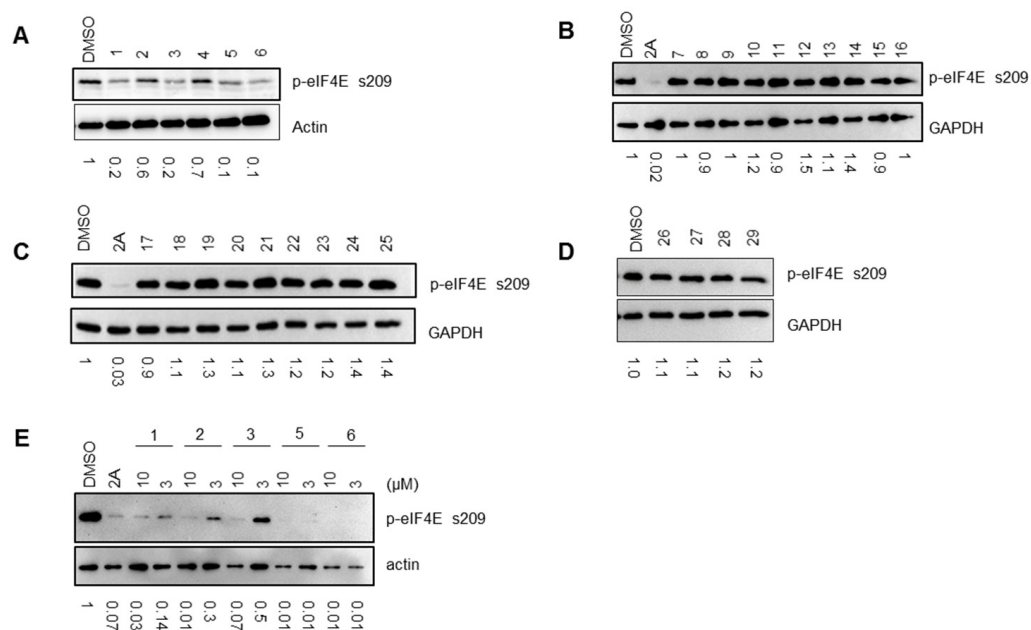 A
DMSO 1 2 3 4 5 6
p-eIF4E s209
Actin
1 0.2 0.6 0.2 0.7 0.1 0.1
B
DMSO 2A 7 8 9 10 11 12 13 14 15 16
p-eIF4E s209
GAPDH
1 0.02 1 0.9 1 1.2 0.9 1.5 1.1 1.4 0.9 1
C
DMSO 2A 17 18 19 20 21 22 23 24 25
p-eIF4E s209
GAPDH
1 0.03 0.9 1.1 1.3 1.1 1.3 1.2 1.2 1.4 1.4
D
DMSO 26 27 28 29
p-eIF4E s209
GAPDH
1.0 1.1 1.1 1.2 1.2
E
1 2 3 5 6
DMSO 2A 10 3 10 3 10 3 10 3 10 3 (µM)
p-eIF4E s209
actin
1 0.07 0.03 0.14 0.01 0.3 0.07 0.5 0.01 0.01 0.01 0.01